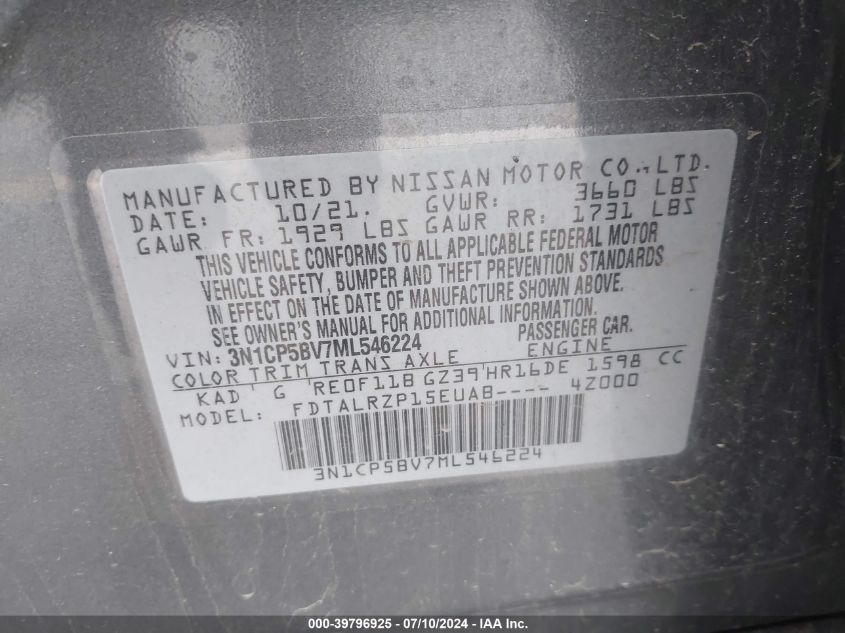 MANUFACTURED BY NISSAN MOTOR CO., LTD.
DATE: 10/21. GVWR: 3660 LBS
GAWR FR: 1929 LBS GAWR RR: 1731 LBS
THIS VEHICLE CONFORMS TO ALL APPLICABLE FEDERAL MOTOR
VEHICLE SAFETY, BUMPER AND THEFT PREVENTION STANDARDS
IN EFFECT ON THE DATE OF MANUFACTURE SHOWN ABOVE.
SEE OWNER'S MANUAL FOR ADDITIONAL INFORMATION.
VIN: 3N1CP5BV7ML546224 PASSENGER CAR.
COLOR TRIM TRANS AXLE ENGINE
KAD G RE0F11B GZ39 HR16DE 1598 CC
MODEL: FDTALRZP15EUAB---- 4Z000
3N1CP5BV7ML546224
000-39796925 / 07/10/2024 - IAA Inc.